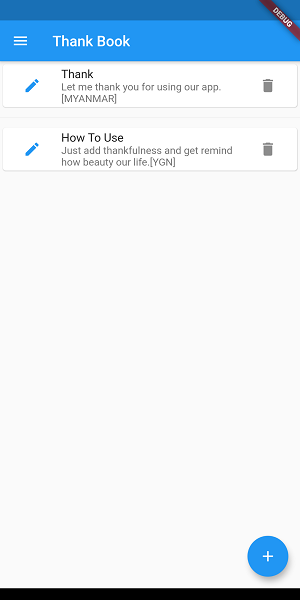 DEBUG
Thank Book
Thank
Let me thank you for using our app.
[MYANMAR]
How To Use
Just add thankfulness and get remind
how beauty our life.[YGN]